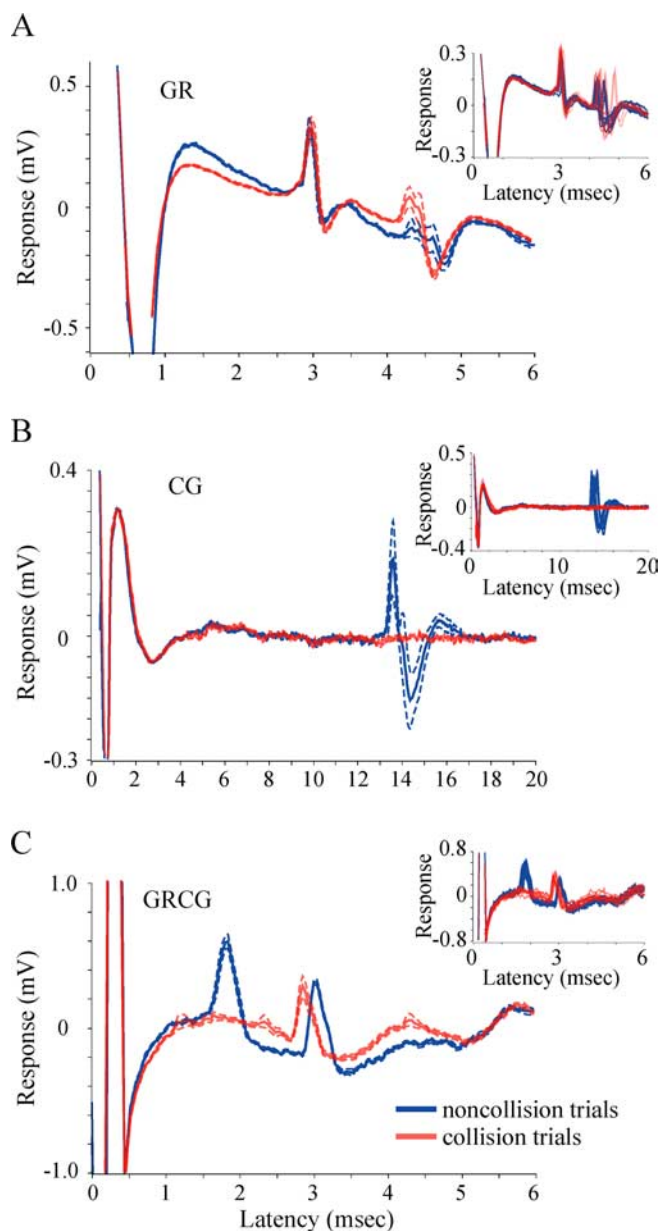 A
GR
Response (mV)
0.5
0
-0.5
0 1 2 3 4 5 6
Response
0.3
0
-0.3
0 2 4 6
Latency (msec)
B
CG
Response (mV)
0.4
0
-0.3
0 2 4 6 8 10 12 14 16 18 20
Response
0.5
0
-0.4
0 10 20
Latency (msec)
C
GRCG
Response (mV)
1.0
0
-1.0
0 1 2 3 4 5 6
Latency (msec)
Response
0.8
0
-0.8
0 2 4 6
Latency (msec)
noncollision trials
collision trials